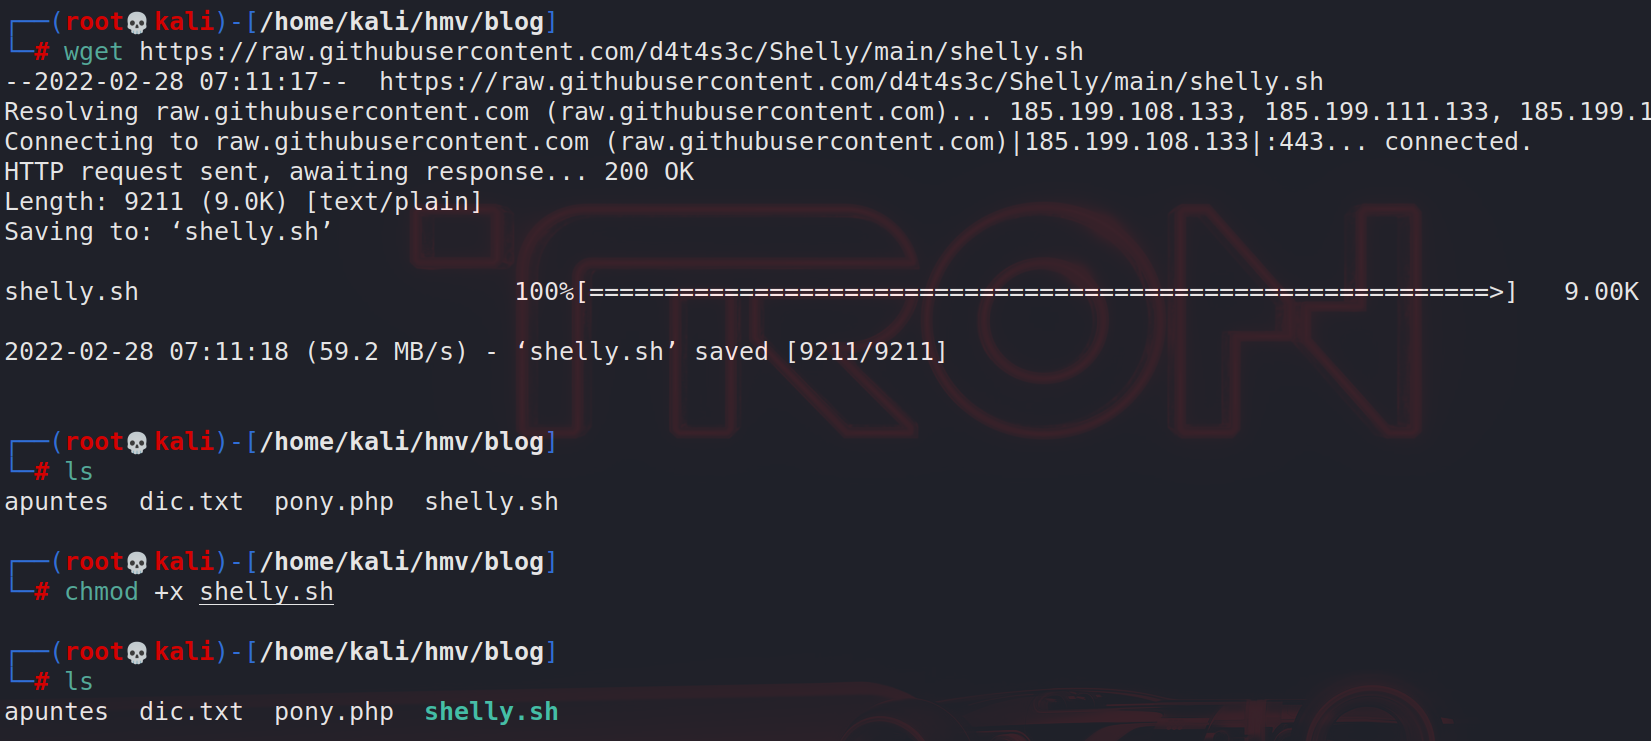 ┌──(root💀kali)-[/home/kali/hmv/blog]
└─# wget https://raw.githubusercontent.com/d4t4s3c/Shelly/main/shelly.sh
--2022-02-28 07:11:17--  https://raw.githubusercontent.com/d4t4s3c/Shelly/main/shelly.sh
Resolving raw.githubusercontent.com (raw.githubusercontent.com)... 185.199.108.133, 185.199.111.133, 185.199.1
Connecting to raw.githubusercontent.com (raw.githubusercontent.com)|185.199.108.133|:443... connected.
HTTP request sent, awaiting response... 200 OK
Length: 9211 (9.0K) [text/plain]
Saving to: ‘shelly.sh’
TRON
shelly.sh                         100%[============================================================>]   9.00K
2022-02-28 07:11:18 (59.2 MB/s) - ‘shelly.sh’ saved [9211/9211]
┌──(root💀kali)-[/home/kali/hmv/blog]
└─# ls
apuntes  dic.txt  pony.php  shelly.sh
┌──(root💀kali)-[/home/kali/hmv/blog]
└─# chmod +x shelly.sh
┌──(root💀kali)-[/home/kali/hmv/blog]
└─# ls
apuntes  dic.txt  pony.php  shelly.sh